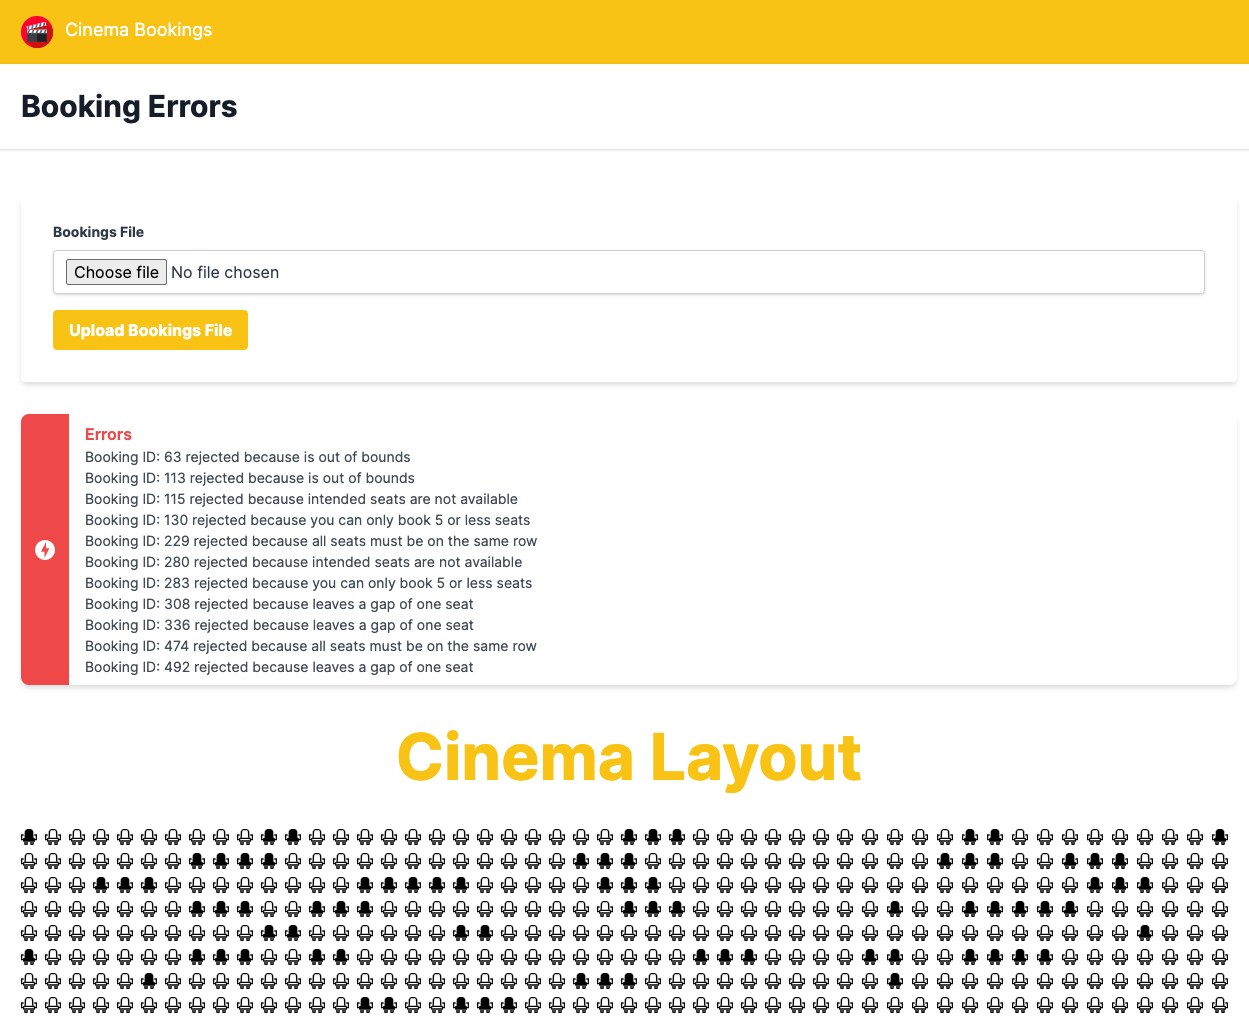 Cinema Bookings
Booking Errors
Bookings File
Choose file No file chosen
Upload Bookings File
Errors
Booking ID: 63 rejected because is out of bounds
Booking ID: 113 rejected because is out of bounds
Booking ID: 115 rejected because intended seats are not available
Booking ID: 130 rejected because you can only book 5 or less seats
Booking ID: 229 rejected because all seats must be on the same row
Booking ID: 280 rejected because intended seats are not available
Booking ID: 283 rejected because you can only book 5 or less seats
Booking ID: 308 rejected because leaves a gap of one seat
Booking ID: 336 rejected because leaves a gap of one seat
Booking ID: 474 rejected because all seats must be on the same row
Booking ID: 492 rejected because leaves a gap of one seat
Cinema Layout